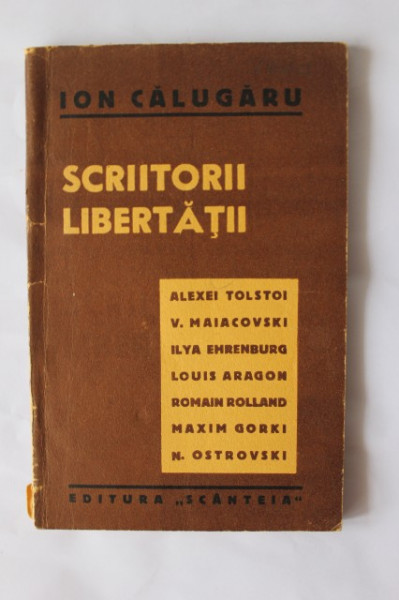 ION CĂLUGĂRU
SCRIITORII
LIBERTĂŢII
ALEXEI TOLSTOI
V. MAIACOVSKI
ILYA EHRENBURG
LOUIS ARAGON
ROMAIN ROLLAND
MAXIM GORKI
N. OSTROVSKI
EDITURA „SCÂNTEIA"